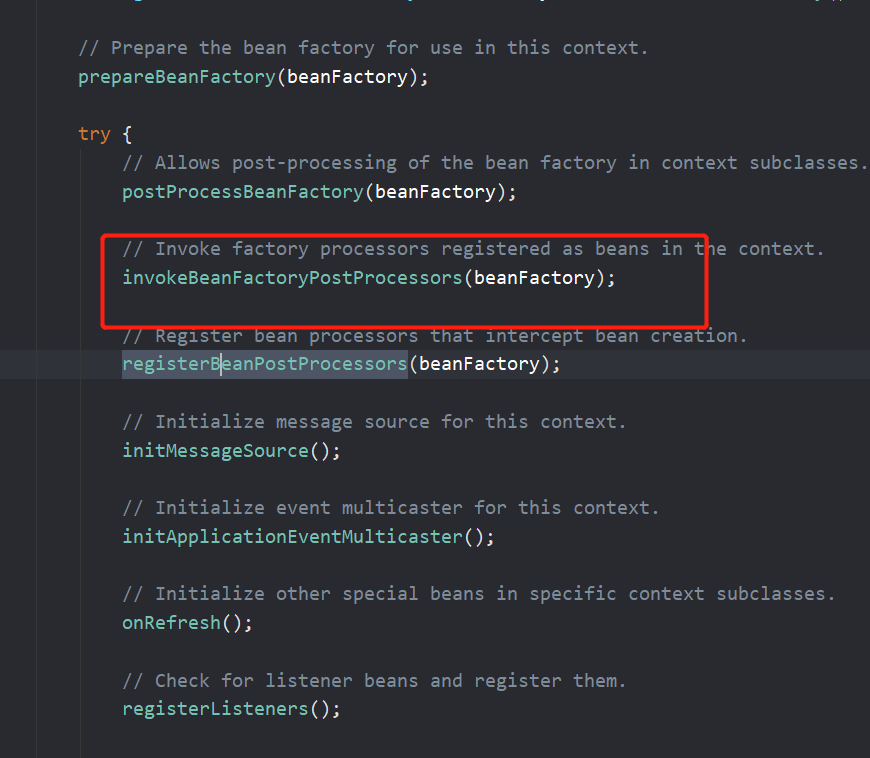 // Prepare the bean factory for use in this context.
prepareBeanFactory(beanFactory);
try {
// Allows post-processing of the bean factory in context subclasses.
postProcessBeanFactory(beanFactory);
// Invoke factory processors registered as beans in the context.
invokeBeanFactoryPostProcessors(beanFactory);
// Register bean processors that intercept bean creation.
registerBeanPostProcessors(beanFactory);
// Initialize message source for this context.
initMessageSource();
// Initialize event multicaster for this context.
initApplicationEventMulticaster();
// Initialize other special beans in specific context subclasses.
onRefresh();
// Check for listener beans and register them.
registerListeners();